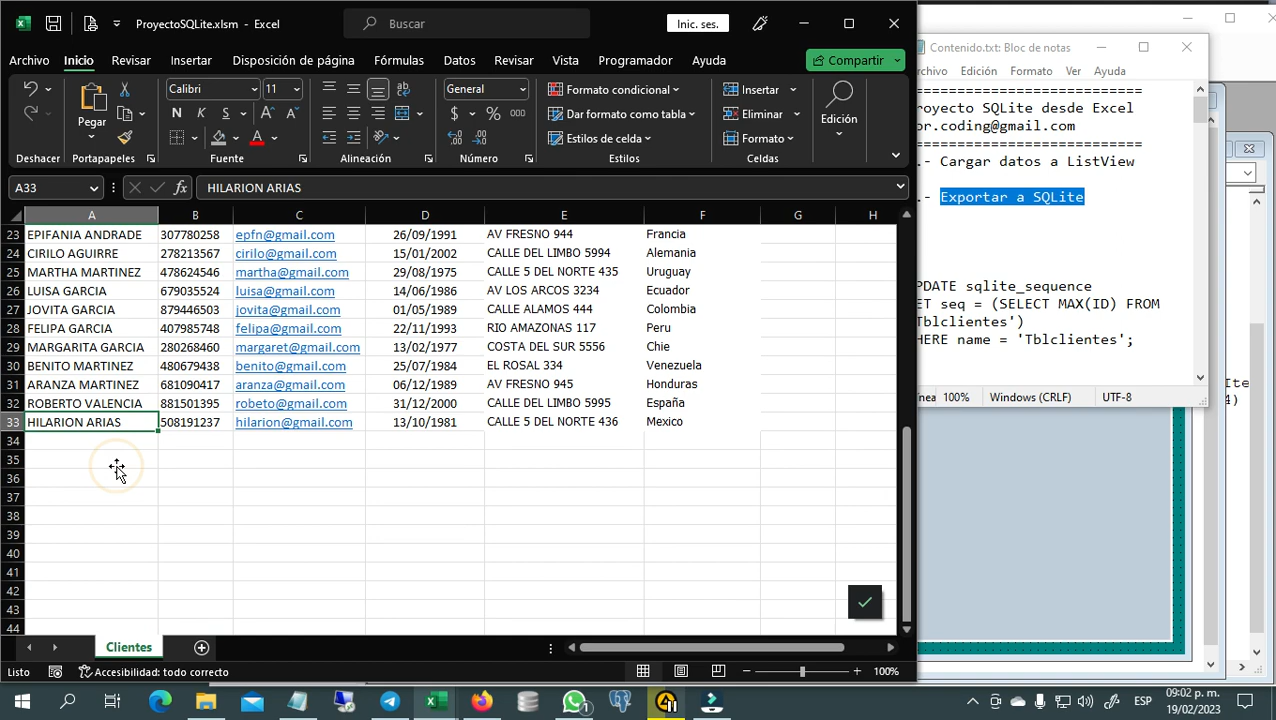 ProyectoSQLite.xlsm - Excel
Buscar
Inic. ses.
Archivo Inicio Revisar Insertar Disposición de página Fórmulas Datos Revisar Vista Programador Ayuda
Compartir
Calibri 11
General
Formato condicional
Insertar
Pegar
N K S
$ % 000
Dar formato como tabla
Eliminar
Edición
Estilos de celda
Formato
Deshacer Portapapeles Fuente Alineación Número Estilos Celdas
A33 fx HILARION ARIAS
A B C D E F G H
23 EPIFANIA ANDRADE 307780258 epfn@gmail.com 26/09/1991 AV FRESNO 944 Francia
24 CIRILO AGUIRRE 278213567 cirilo@gmail.com 15/01/2002 CALLE DEL LIMBO 5994 Alemania
25 MARTHA MARTINEZ 478624546 martha@gmail.com 29/08/1975 CALLE 5 DEL NORTE 435 Uruguay
26 LUISA GARCIA 679035524 luisa@gmail.com 14/06/1986 AV LOS ARCOS 3234 Ecuador
27 JOVITA GARCIA 879446503 jovita@gmail.com 01/05/1989 CALLE ALAMOS 444 Colombia
28 FELIPA GARCIA 407985748 felipa@gmail.com 22/11/1993 RIO AMAZONAS 117 Peru
29 MARGARITA GARCIA 280268460 margaret@gmail.com 13/02/1977 COSTA DEL SUR 5556 Chie
30 BENITO MARTINEZ 480679438 benito@gmail.com 25/07/1984 EL ROSAL 334 Venezuela
31 ARANZA MARTINEZ 681090417 aranza@gmail.com 06/12/1989 AV FRESNO 945 Honduras
32 ROBERTO VALENCIA 881501395 robeto@gmail.com 31/12/2000 CALLE DEL LIMBO 5995 España
33 HILARION ARIAS 508191237 hilarion@gmail.com 13/10/1981 CALLE 5 DEL NORTE 436 Mexico
34
35
36
37
38
39
40
41
42
43
44
Clientes
Listo Accesibilidad: todo correcto 100%
Contenido.txt: Bloc de notas
rchivo Edición Formato Ver Ayuda
=========================
royecto SQLite desde Excel
or.coding@gmail.com
=========================
.- Cargar datos a ListView
.- Exportar a SQLite
PDATE sqlite_sequence
ET seq = (SELECT MAX(ID) FROM
Tblclientes')
HERE name = 'Tblclientes';
nea 100% Windows (CRLF) UTF-8
Ite
4)
1
ESP
09:02 p. m.
19/02/2023